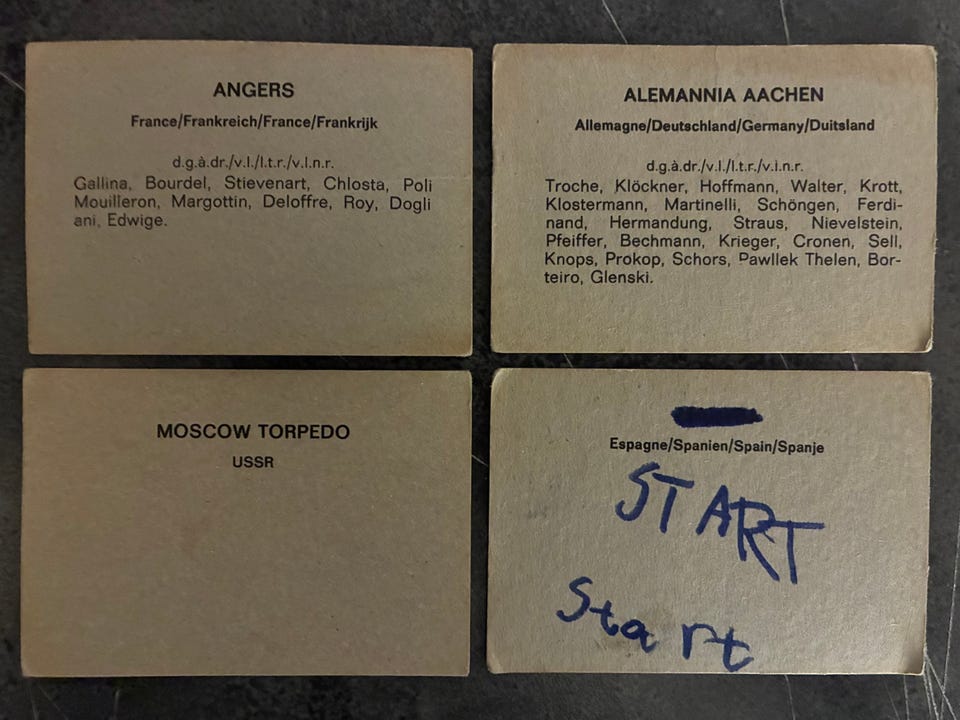 ANGERS
France/Frankreich/France/Frankrijk
d.g.à.dr./v.l./l.t.r./v.l.n.r.
Gallina, Bourdel, Stievenart, Chlosta, Poli
Mouilleron, Margottin, Deloffre, Roy, Dogli
ani, Edwige.
ALEMANNIA AACHEN
Allemagne/Deutschland/Germany/Duitsland
d.g.à.dr./v.l./l.t.r./v.l.n.r.
Troche, Klöckner, Hoffmann, Walter, Krott,
Klostermann, Martinelli, Schöngen, Ferdi-
nand, Hermandung, Straus, Nievelstein,
Pfeiffer, Bechmann, Krieger, Cronen, Sell,
Knops, Prokop, Schors, Pawllek Thelen, Bor-
teiro, Glenski.
MOSCOW TORPEDO
USSR
Espagne/Spanien/Spain/Spanje
START
Start